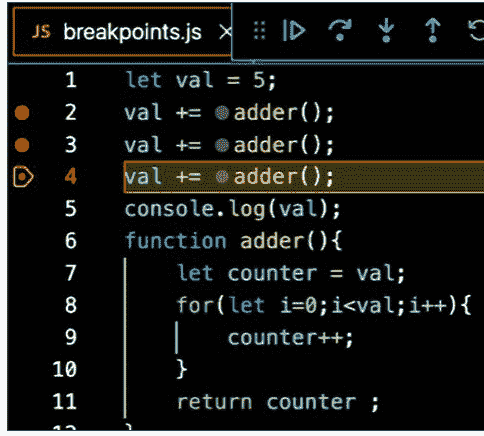 JS breakpoints.js ×
1 let val = 5;
2 val += adder();
3 val += adder();
4 val += adder();
5 console.log(val);
6 function adder(){
7 let counter = val;
8 for(let i=0;i<val;i++){
9 counter++;
10 }
11 return counter ;
12 }